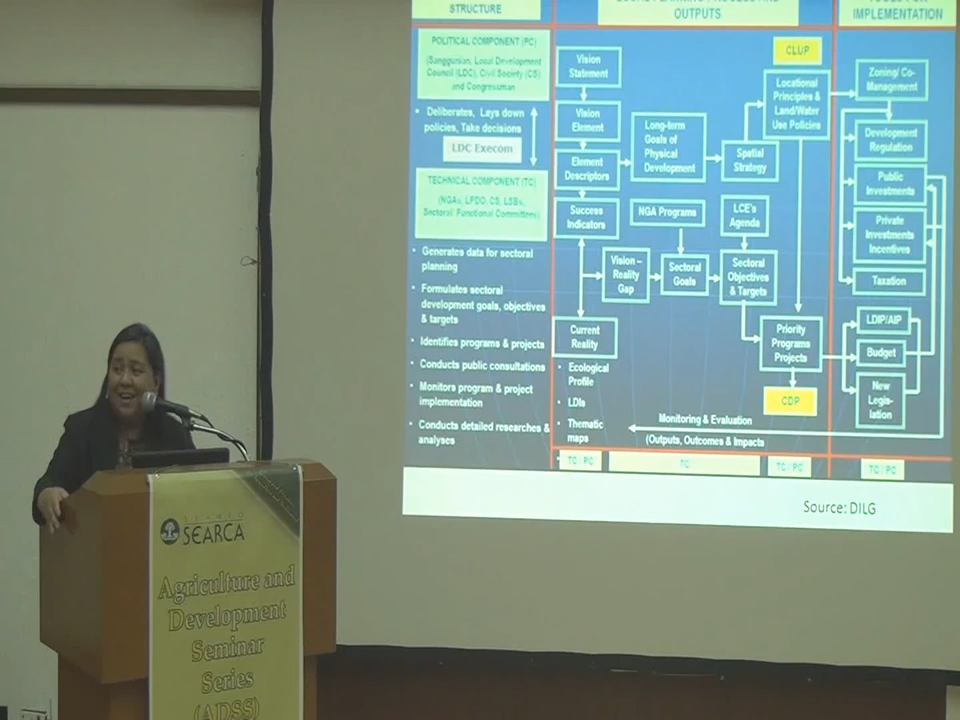 STRUCTURE
OUTPUTS
IMPLEMENTATION
POLITICAL COMPONENT (PC)
(Sanggunian, Local Development
Council (LDC), Civil Society (CS)
and Congressman
• Deliberates, Lays down
policies, Take decisions
LDC Execom
TECHNICAL COMPONENT (TC)
(NGAs, LPDO, CS, LSBs,
Sectoral/ Functional Committees)
• Generates data for sectoral
planning
• Formulates sectoral
development goals, objectives
& targets
• Identifies programs & projects
• Conducts public consultations
• Monitors program & project
implementation
• Conducts detailed researches &
analyses
Vision
Statement
Vision
Element
Element
Descriptors
Success
Indicators
Current
Reality
• Ecological
Profile
• LDIs
• Thematic
maps
Long-term
Goals of
Physical
Development
NGA Programs
Vision –
Reality
Gap
Sectoral
Goals
Spatial
Strategy
LCE's
Agenda
Sectoral
Objectives
& Targets
CLUP
Locational
Principles &
Land/Water
Use Policies
Priority
Programs
Projects
CDP
Zoning/ Co-
Management
Development
Regulation
Public
Investments
Private
Investments
Incentives
Taxation
LDIP/AIP
Budget
New
Legis-
lation
Monitoring & Evaluation
(Outputs, Outcomes & Impacts
TC / PC
TC
TC / PC
TC / PC
Source: DILG
SEARCA
Agriculture and
Development
Seminar
Series
(ADSS)